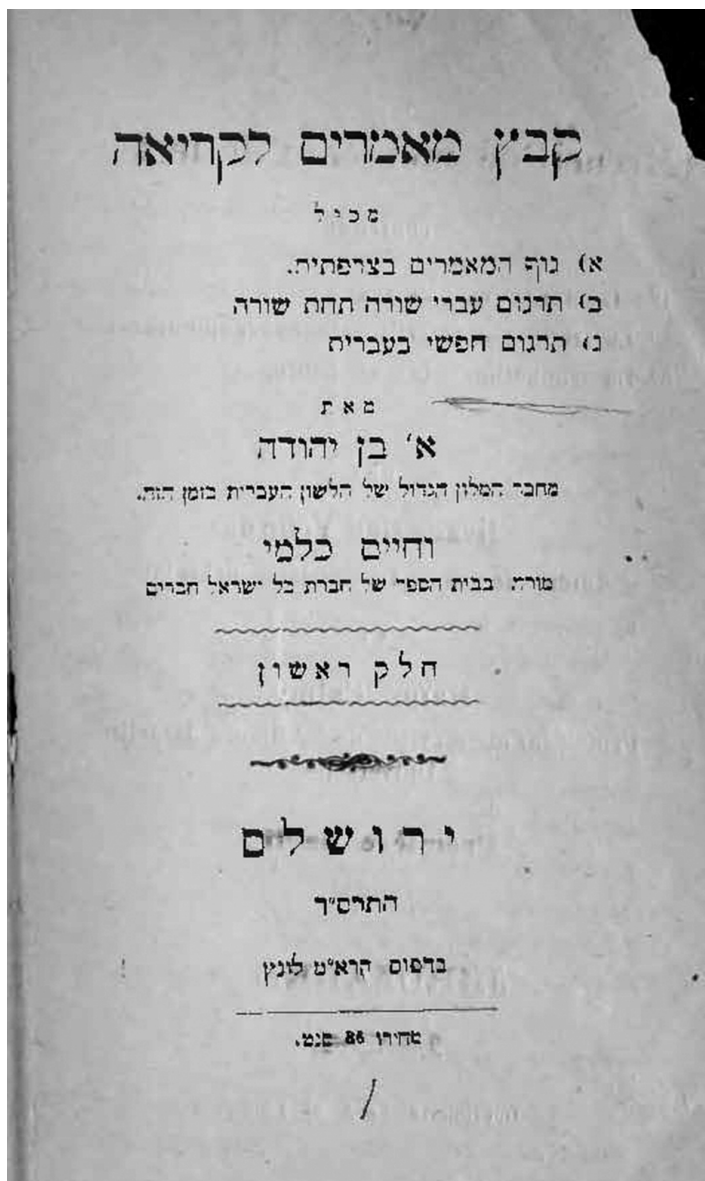 קבץ מאמרים לקריאה
מכיל
א) גוף המאמרים בצרפתית.
ב) תרגום עברי שורה תחת שורה
ג) תרגום חפשי בעברית
מאת
א' בן יהודה
מחבר המלון הגדול של הלשון העברית בזמן הזה.
וחיים כלמי
מורה בבית הספר של חברת כל ישראל חברים
חלק ראשון
ירושלים
התרס״ד
בדפוס הרא״מ לונץ
מחירו 86 סנט.